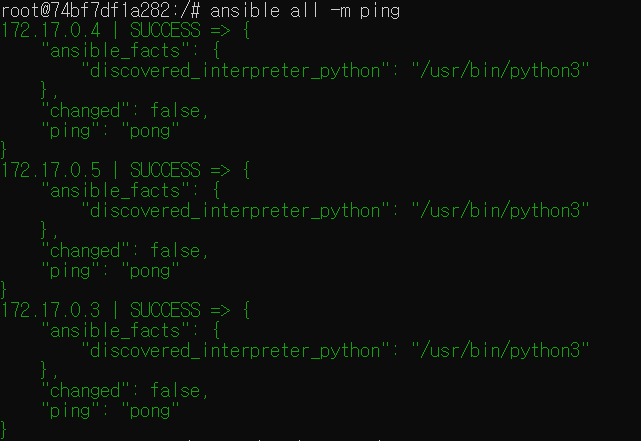 root@74bf7df1a282:/# ansible all -m ping
172.17.0.4 | SUCCESS => {
    "ansible_facts": {
        "discovered_interpreter_python": "/usr/bin/python3"
    },
    "changed": false,
    "ping": "pong"
}
172.17.0.5 | SUCCESS => {
    "ansible_facts": {
        "discovered_interpreter_python": "/usr/bin/python3"
    },
    "changed": false,
    "ping": "pong"
}
172.17.0.3 | SUCCESS => {
    "ansible_facts": {
        "discovered_interpreter_python": "/usr/bin/python3"
    },
    "changed": false,
    "ping": "pong"
}